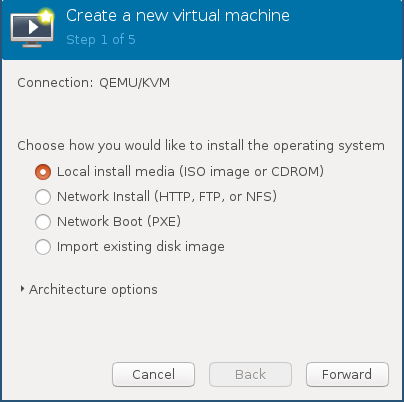 Create a new virtual machine
Step 1 of 5
Connection: QEMU/KVM
Choose how you would like to install the operating system
Local install media (ISO image or CDROM)
Network Install (HTTP, FTP, or NFS)
Network Boot (PXE)
Import existing disk image
Architecture options
Cancel
Back
Forward